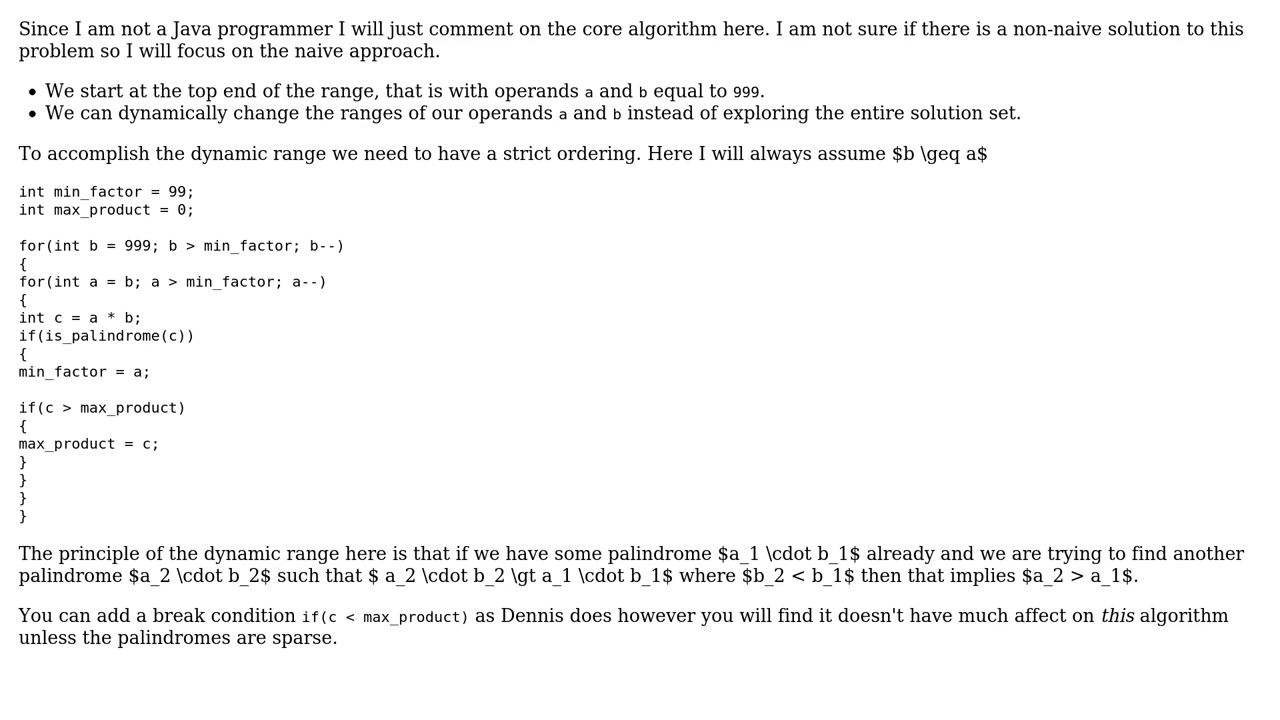 Since I am not a Java programmer I will just comment on the core algorithm here. I am not sure if there is a non-naive solution to this
problem so I will focus on the naive approach.
• We start at the top end of the range, that is with operands a and b equal to 999.
• We can dynamically change the ranges of our operands a and b instead of exploring the entire solution set.
To accomplish the dynamic range we need to have a strict ordering. Here I will always assume $b \geq a$
int min_factor = 99;
int max_product = 0;
for(int b = 999; b > min_factor; b--)
{
for(int a = b; a > min_factor; a--)
{
int c = a * b;
if(is_palindrome(c))
{
min_factor = a;
if(c > max_product)
{
max_product = c;
}
}
}
}
The principle of the dynamic range here is that if we have some palindrome $a_1 \cdot b_1$ already and we are trying to find another
palindrome $a_2 \cdot b_2$ such that $ a_2 \cdot b_2 \gt a_1 \cdot b_1$ where $b_2 < b_1$ then that implies $a_2 > a_1$.
You can add a break condition if(c < max_product) as Dennis does however you will find it doesn't have much affect on this algorithm
unless the palindromes are sparse.